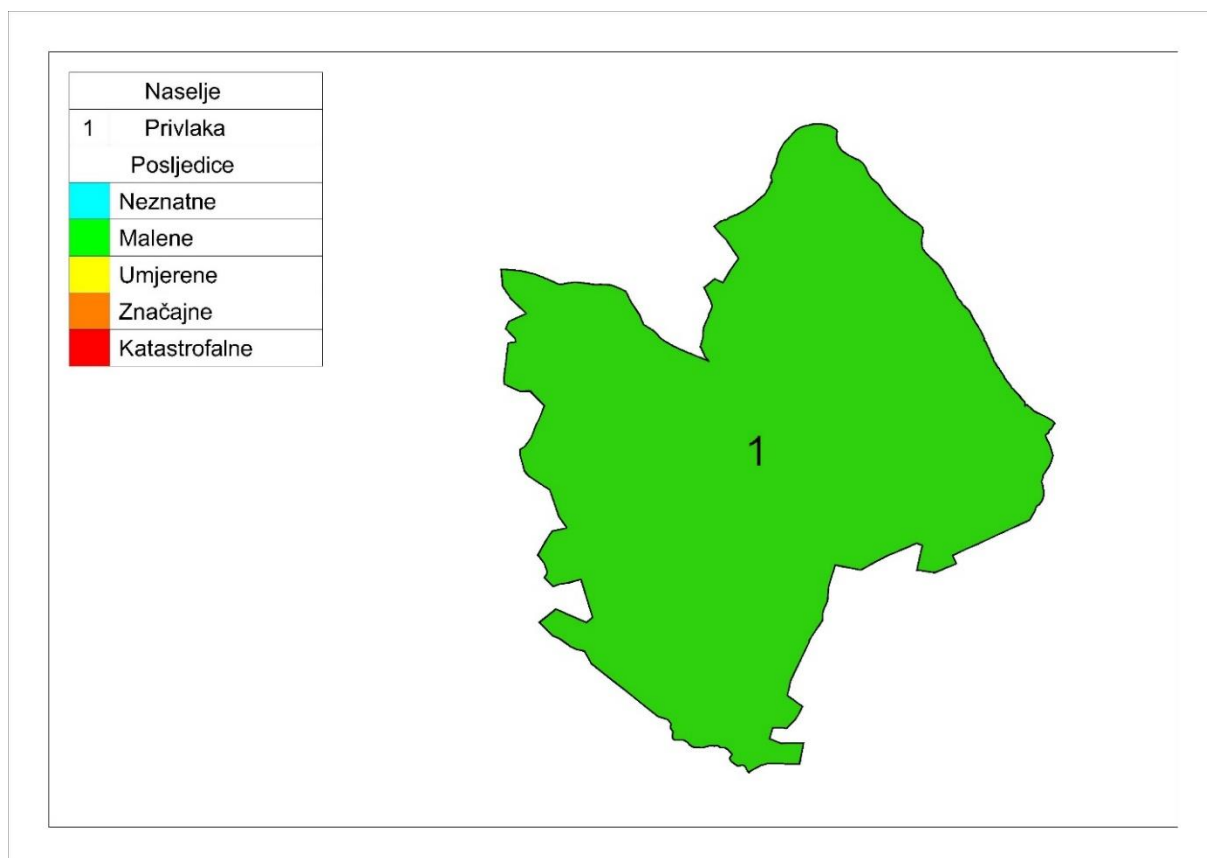 Naselje
1 Privlaka
Posljedice
Neznatne
Malene
Umjerene
Značajne
Katastrofalne
1